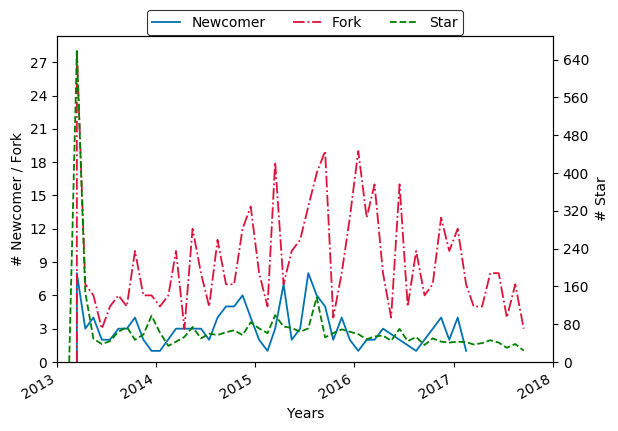 Newcomer Fork Star
27 640
24 560
21 480
18 400
15 320
12 240
9 160
6 80
3 0
0
# Newcomer / Fork
# Star
2013 2014 2015 2016 2017 2018
Years